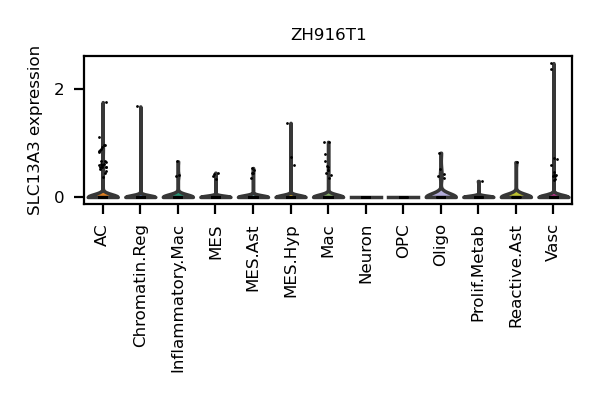 ZH916T1
SLC13A3 expression
2
0
AC
Chromatin.Reg
Inflammatory.Mac
MES
MES.Ast
MES.Hyp
Mac
Neuron
OPC
Oligo
Prolif.Metab
Reactive.Ast
Vasc